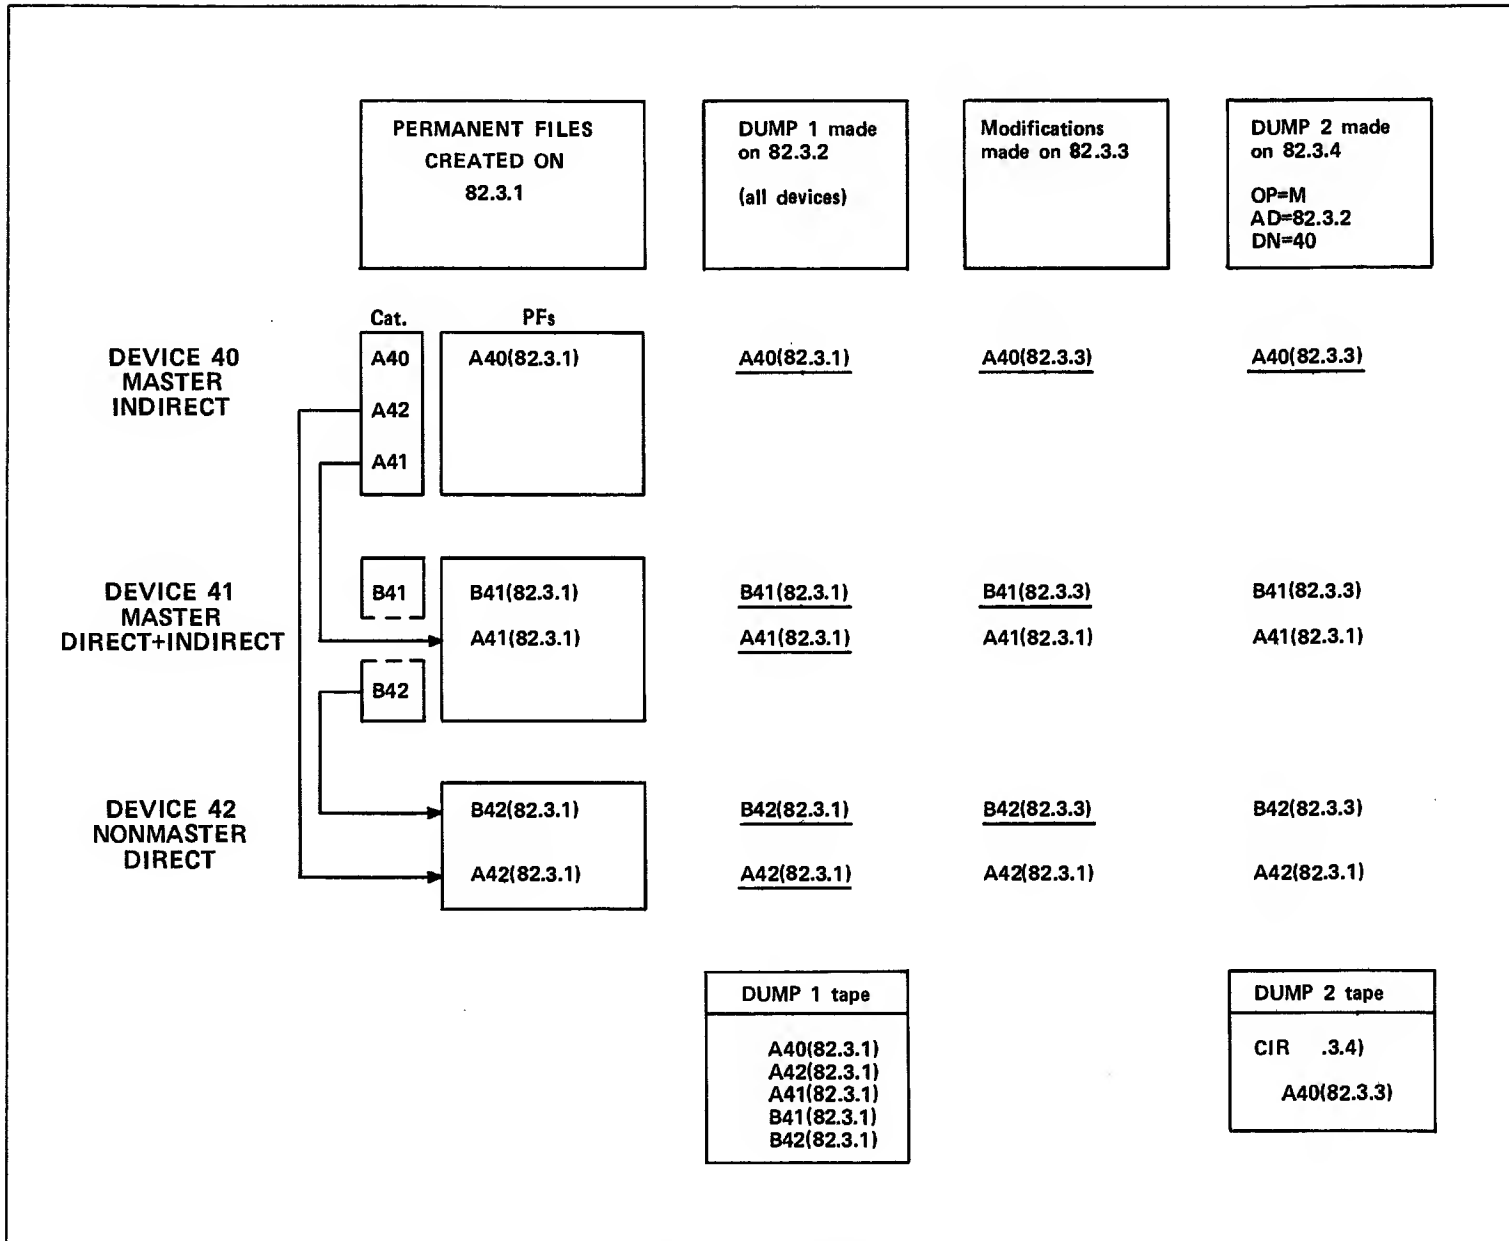 PERMANENT FILES
CREATED ON
82.3.1
DUMP 1 made
on 82.3.2
(all devices)
Modifications
made on 82.3.3
DUMP 2 made
on 82.3.4
OP=M
AD=82.3.2
DN=40
Cat. PFs
DEVICE 40
MASTER
INDIRECT
A40 A40(82.3.1) A40(82.3.1) A40(82.3.3) A40(82.3.3)
A42
A41
DEVICE 41
MASTER
DIRECT+INDIRECT
B41 B41(82.3.1) B41(82.3.1) B41(82.3.3) B41(82.3.3)
A41(82.3.1) A41(82.3.1) A41(82.3.1) A41(82.3.1)
B42
DEVICE 42
NONMASTER
DIRECT
B42(82.3.1) B42(82.3.1) B42(82.3.3) B42(82.3.3)
A42(82.3.1) A42(82.3.1) A42(82.3.1) A42(82.3.1)
DUMP 1 tape
A40(82.3.1)
A42(82.3.1)
A41(82.3.1)
B41(82.3.1)
B42(82.3.1)
DUMP 2 tape
CIR .3.4)
A40(82.3.3)